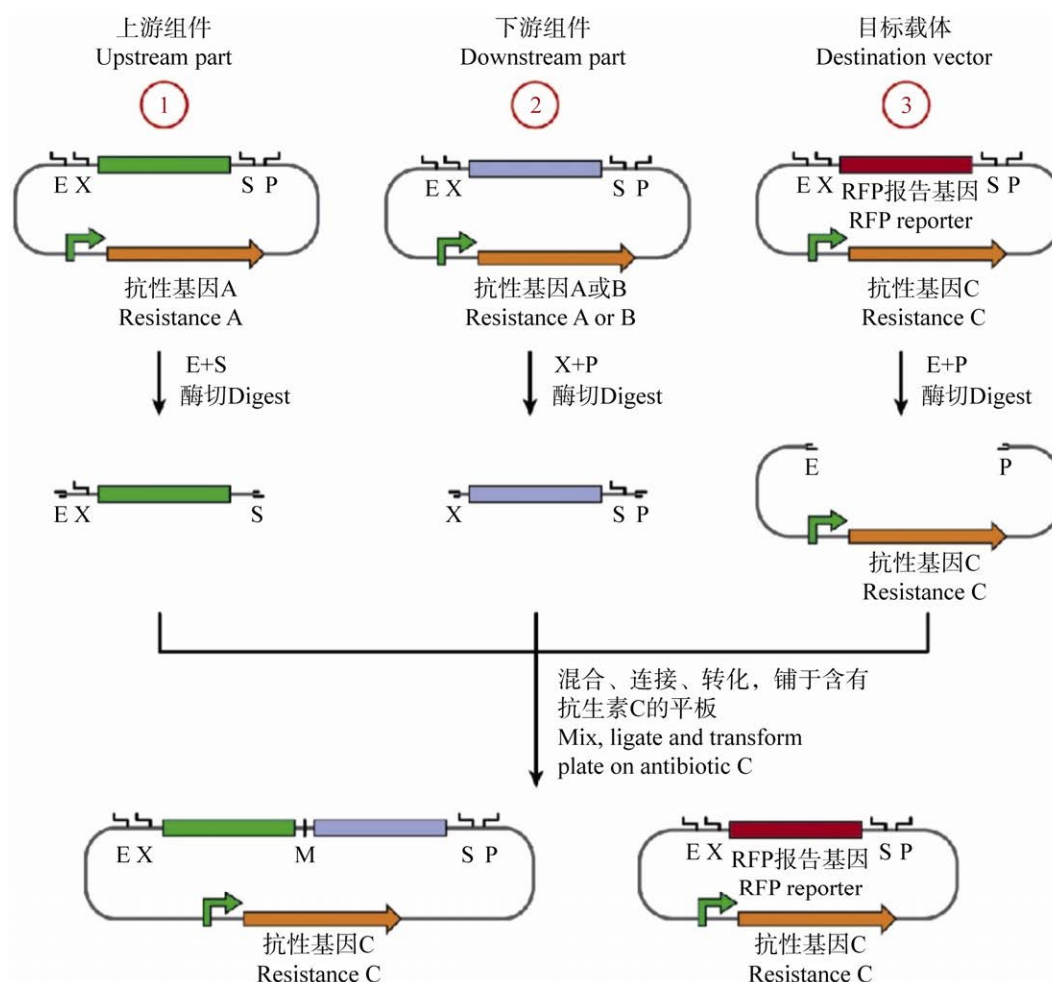 上游组件
Upstream part
下游组件
Downstream part
目标载体
Destination vector
1
2
3
E X
S P
E X
S P
E X
S P
RFP报告基因
RFP reporter
抗性基因A
Resistance A
抗性基因A或B
Resistance A or B
抗性基因C
Resistance C
E+S
酶切Digest
X+P
酶切Digest
E+P
酶切Digest
E X
S
X
S P
E
P
抗性基因C
Resistance C
混合、连接、转化，铺于含有
抗生素C的平板
Mix, ligate and transform
plate on antibiotic C
E X
M
S P
E X
S P
RFP报告基因
RFP reporter
抗性基因C
Resistance C
抗性基因C
Resistance C